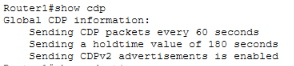 Router1#show cdp
Global CDP information:
Sending CDP packets every 60 seconds
Sending a holdtime value of 180 seconds
Sending CDPv2 advertisements is enabled